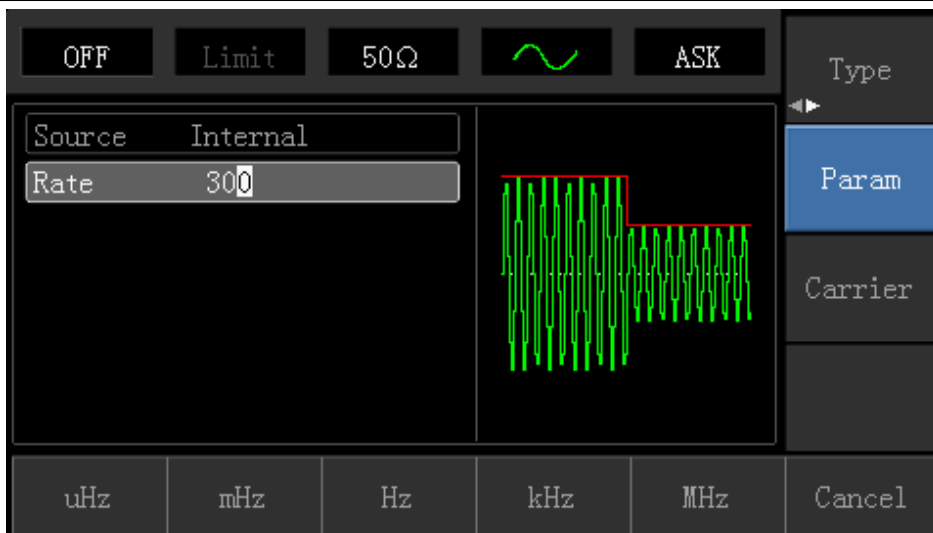 OFF Limit 50Ω ASK
Type
Source Internal
Rate 300
Param
Carrier
uHz mHz Hz kHz MHz Cancel